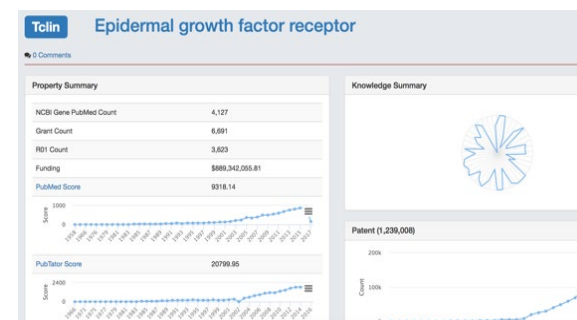 Tclin Epidermal growth factor receptor
0 Comments
Property Summary
NCBI Gene PubMed Count 4,127
Grant Count 6,691
R01 Count 3,623
Funding $889,342,055.81
PubMed Score 9318.14
Score
1000
0
PubTator Score 20799.95
Score
2400
0
Knowledge Summary
Patent (1,239,008)
Count
200k
100k